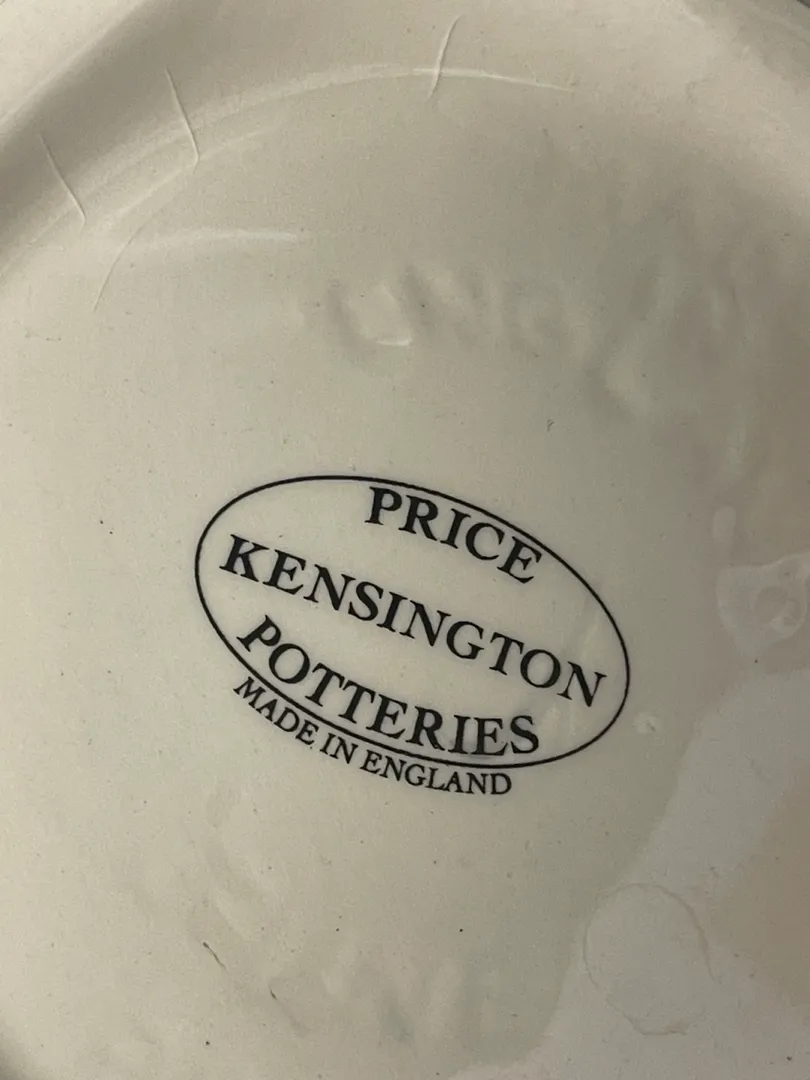 PRICE
KENSINGTON
POTTERIES
MADE IN ENGLAND